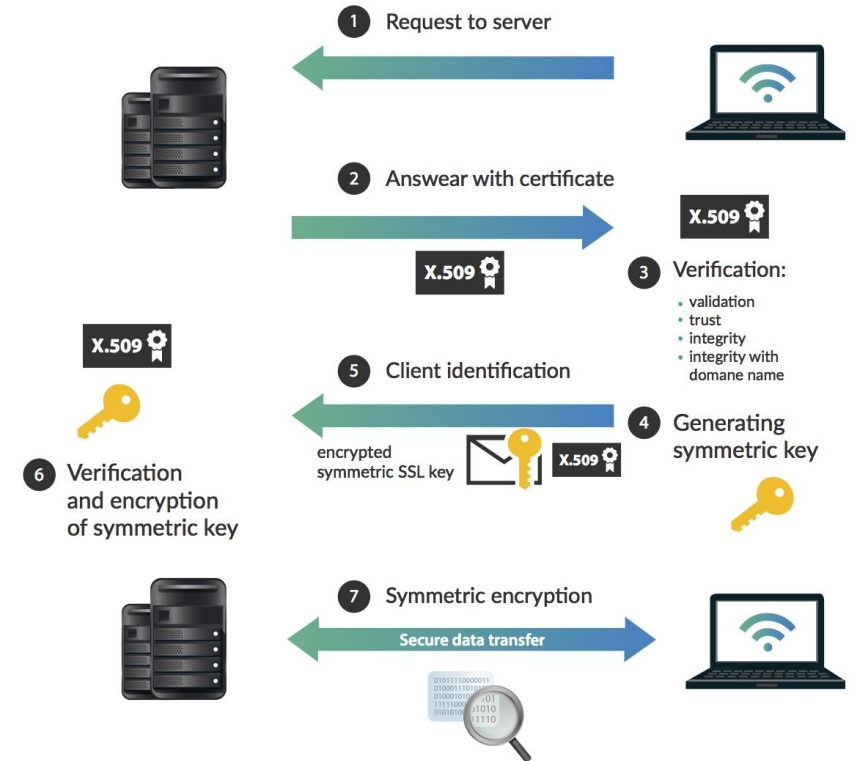 1 Request to server
2 Answear with certificate
X.509
X.509
3 Verification:
• validation
• trust
• integrity
• integrity with
domane name
X.509
5 Client identification
encrypted
symmetric SSL key
X.509
4 Generating
symmetric key
6 Verification
and encryption
of symmetric key
7 Symmetric encryption
Secure data transfer
01011110000011